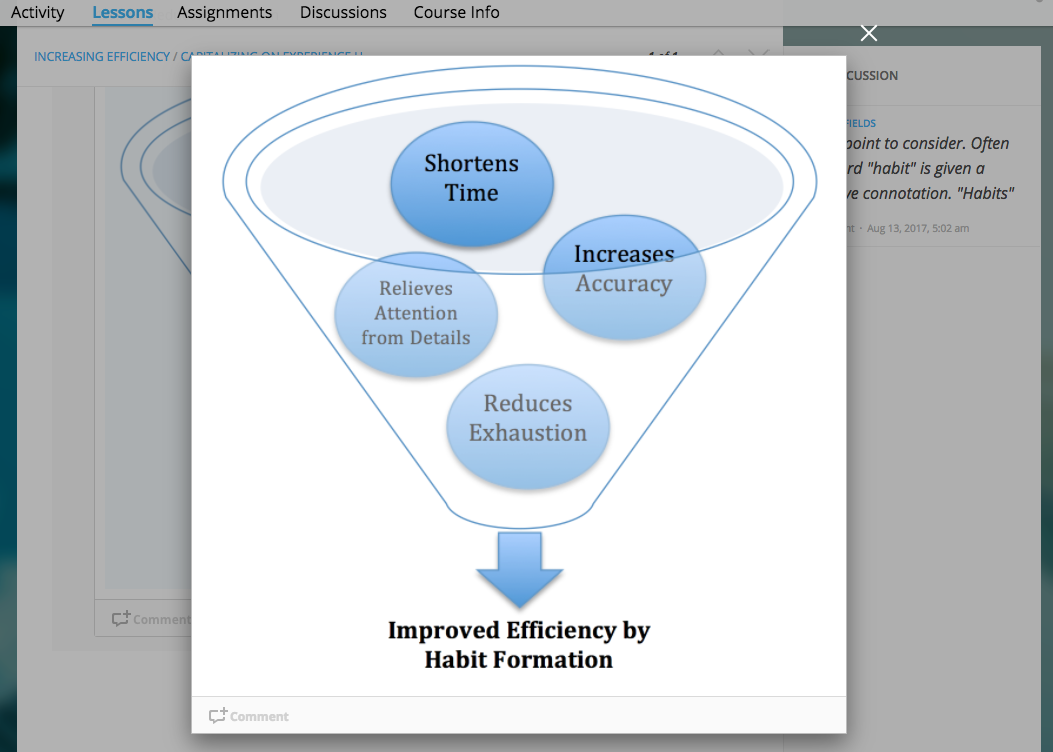 Activity Lessons Assignments Discussions Course Info
INCREASING EFFICIENCY / CAPITALIZING ON EXPERIENCE II
1 of 1
CUSSION
FIELDS
point to consider. Often
rd "habit" is given a
ve connotation. "Habits"
nt · Aug 13, 2017, 5:02 am
Shortens
Time
Increases
Accuracy
Relieves
Attention
from Details
Reduces
Exhaustion
Improved Efficiency by
Habit Formation
Comment
Comment